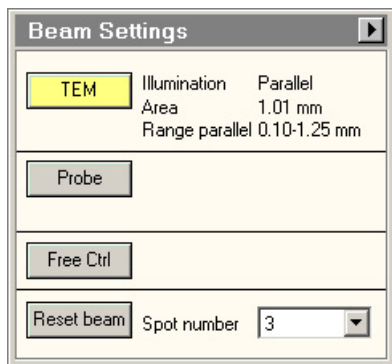 Beam Settings
TEM Illumination Parallel
Area 1.01 mm
Range parallel 0.10-1.25 mm
Probe
Free Ctrl
Reset beam Spot number 3